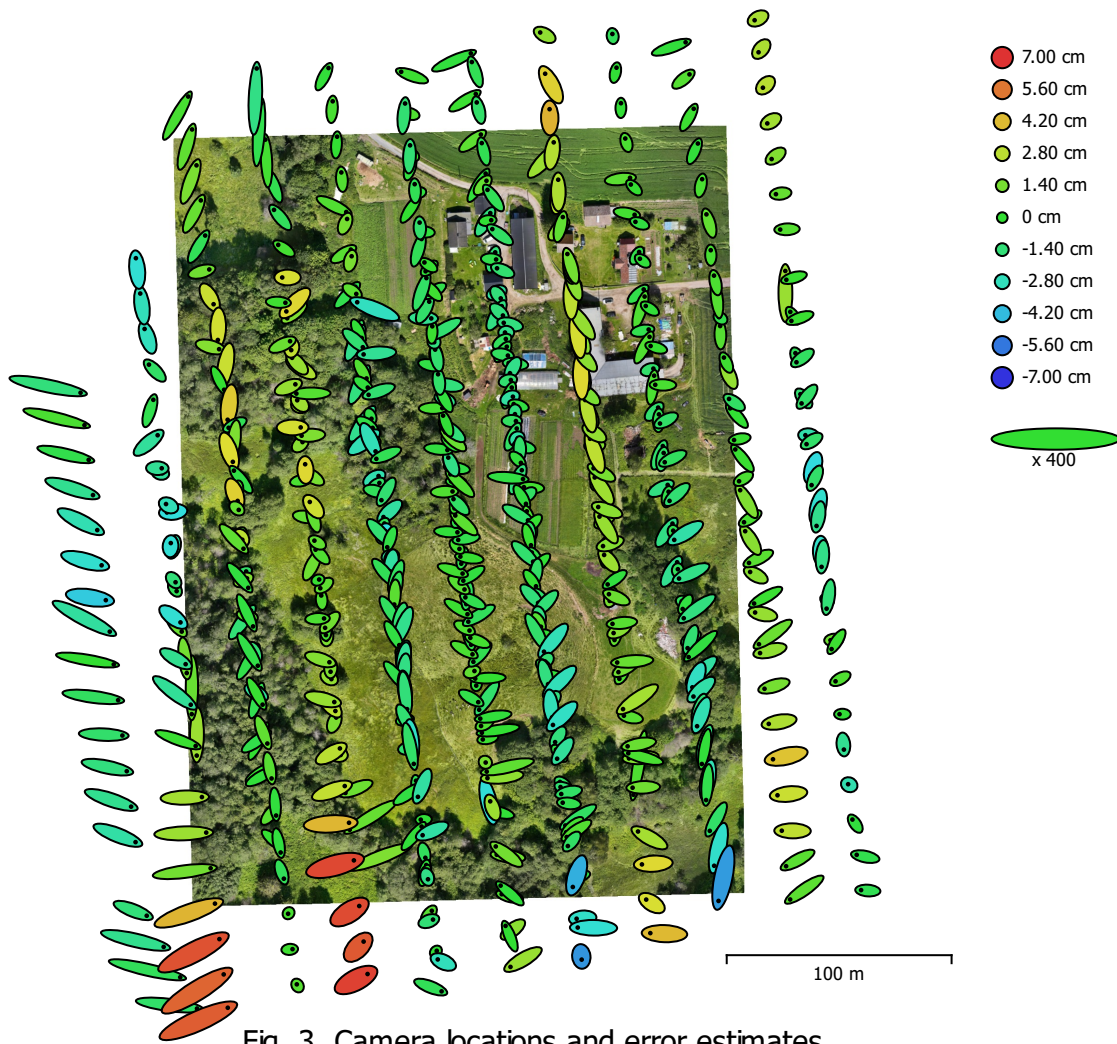 7.00 cm
5.60 cm
4.20 cm
2.80 cm
1.40 cm
0 cm
-1.40 cm
-2.80 cm
-4.20 cm
-5.60 cm
-7.00 cm
x 400
100 m
Fig. 3. Camera locations and error estimates.